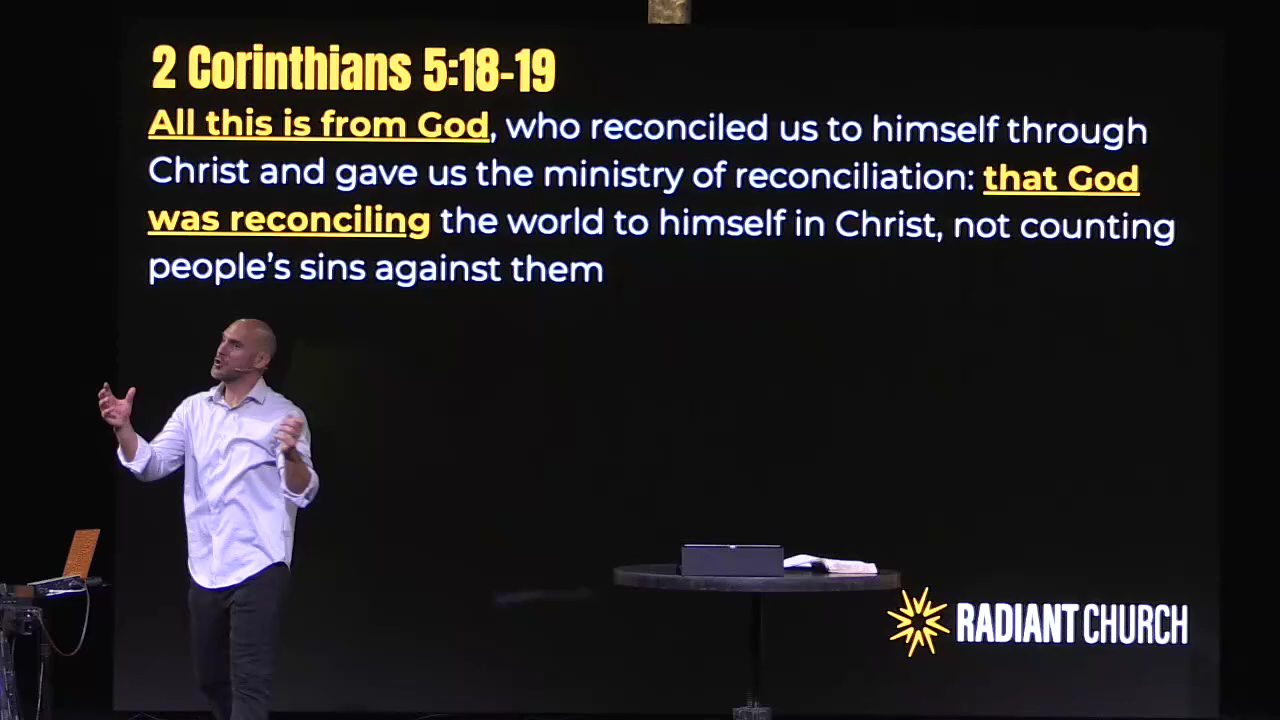 2 Corinthians 5:18-19
All this is from God, who reconciled us to himself through
Christ and gave us the ministry of reconciliation: that God
was reconciling the world to himself in Christ, not counting
people’s sins against them
RADIANT CHURCH